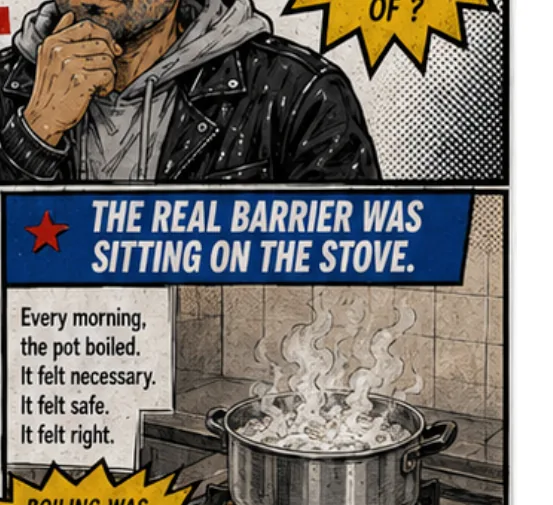 OF ?
THE REAL BARRIER WAS
SITTING ON THE STOVE.
Every morning,
the pot boiled.
It felt necessary.
It felt safe.
It felt right.
BOILING WAS